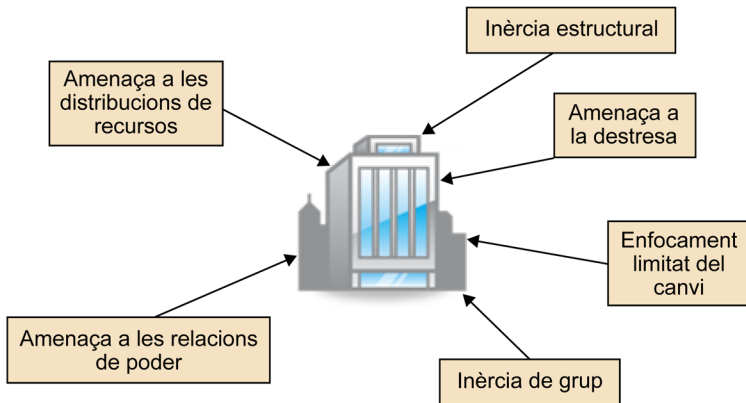 Inèrcia estructural
Amenaça a les
distribucions de
recursos
Amenaça a
la destresa
Enfocament
limitat del
canvi
Amenaça a les relacions
de poder
Inèrcia de grup